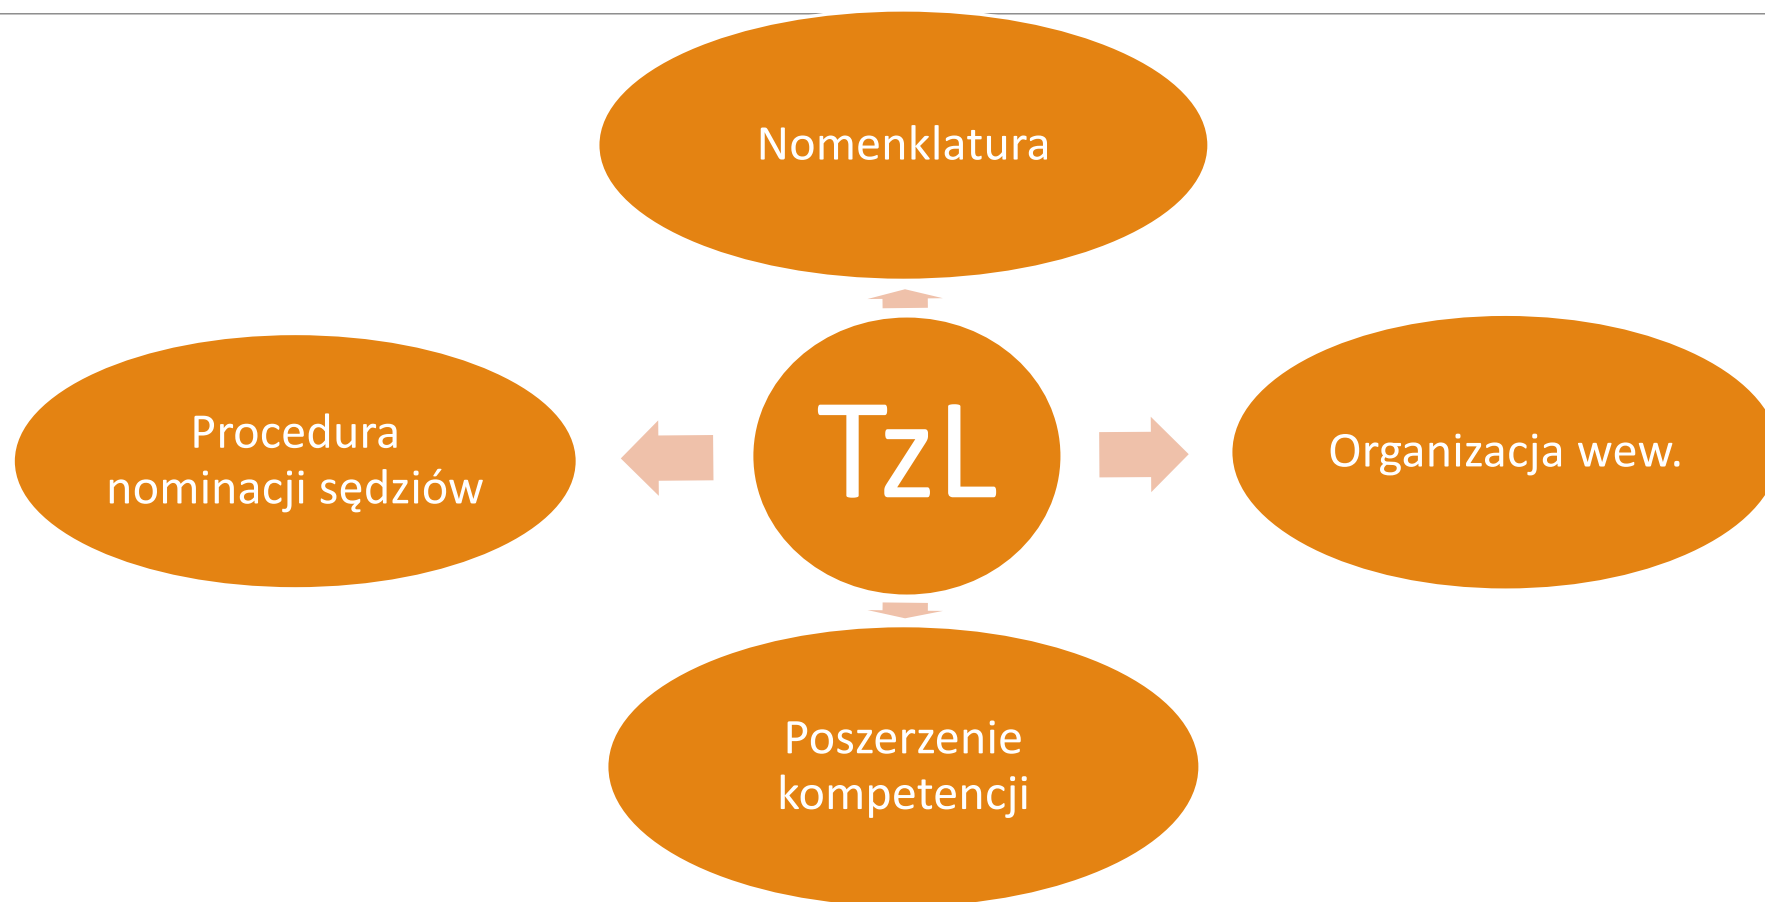 Nomenklatura
Procedura
nominacji sędziów
TzL
Organizacja wew.
Poszerzenie
kompetencji